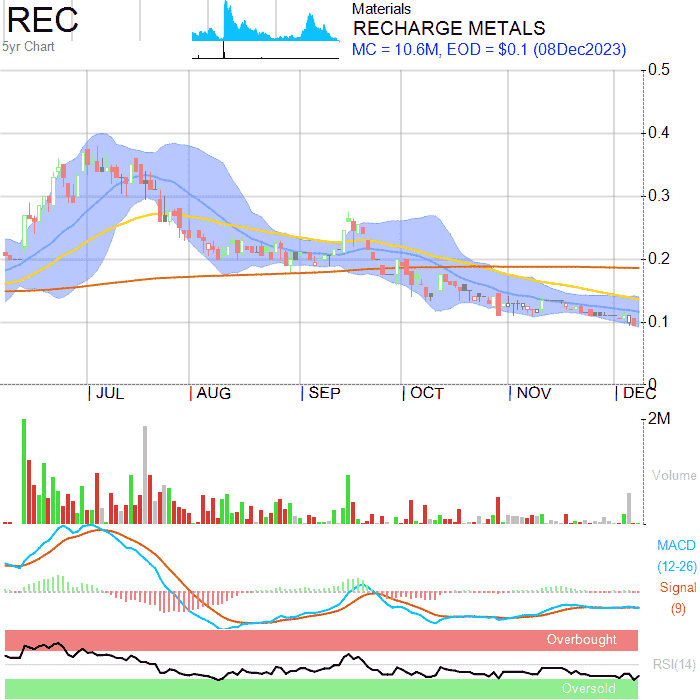 REC
5yr Chart
Materials
RECHARGE METALS
MC = 10.6M, EOD = $0.1 (08Dec2023)
0.5
0.4
0.3
0.2
0.1
0
JUL AUG SEP OCT NOV DEC
2M
Volume
MACD
(12-26)
Signal
(9)
Overbought
RSI(14)
Oversold